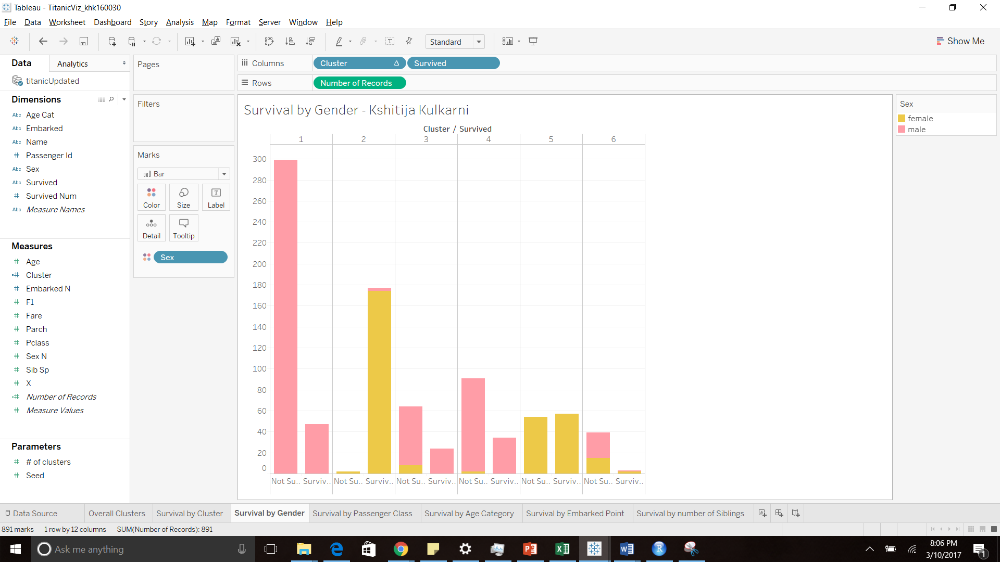 Tableau - TitanicViz_khk160030
File Data Worksheet Dashboard Story Analysis Map Format Server Window Help
Standard
Show Me
Data Analytics
titanicUpdated
Dimensions
Abc Age Cat
Abc Embarked
Abc Name
# Passenger Id
Abc Sex
Abc Survived
# Survived Num
Abc Measure Names
Measures
# Age
=# Cluster
# Embarked N
# F1
# Fare
# Parch
# Pclass
# Sex N
# Sib Sp
# X
=# Number of Records
# Measure Values
Parameters
# # of clusters
# Seed
Pages
Filters
Marks
Bar
Color Size Label
Detail Tooltip
Sex
Columns Cluster Δ Survived
Rows Number of Records
Survival by Gender - Kshitija Kulkarni
Cluster / Survived
1 2 3 4 5 6
300
280
260
240
220
200
180
160
140
120
100
80
60
40
20
0
Not Su.. Surviv.. Not Su.. Surviv.. Not Su.. Surviv.. Not Su.. Surviv.. Not Su.. Surviv.. Not Su.. Surviv..
Sex
female
male
Data Source Overall Clusters Survival by Cluster Survival by Gender Survival by Passenger Class Survival by Age Category Survival by Embarked Point Survival by number of Siblings
891 marks 1 row by 12 columns SUM(Number of Records): 891
Ask me anything
8:06 PM
3/10/2017
1